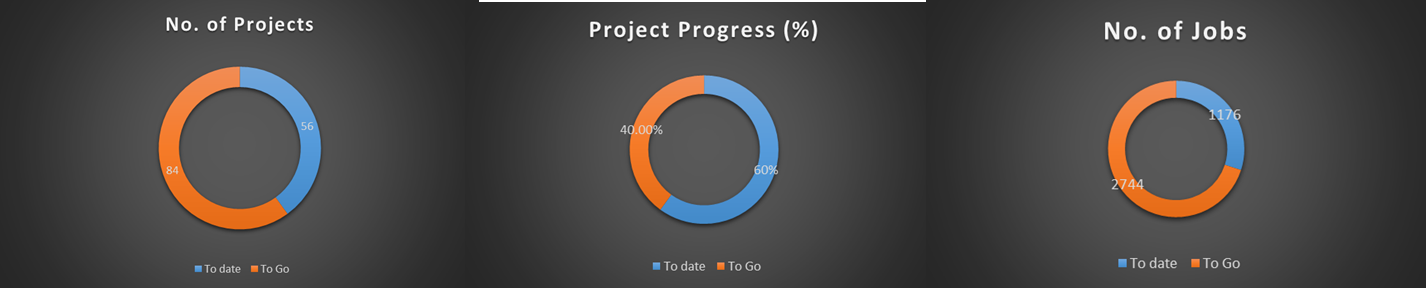 No. of Projects
56
84
To date To Go
Project Progress (%)
40.00%
60%
To date To Go
No. of Jobs
1176
2744
To date To Go